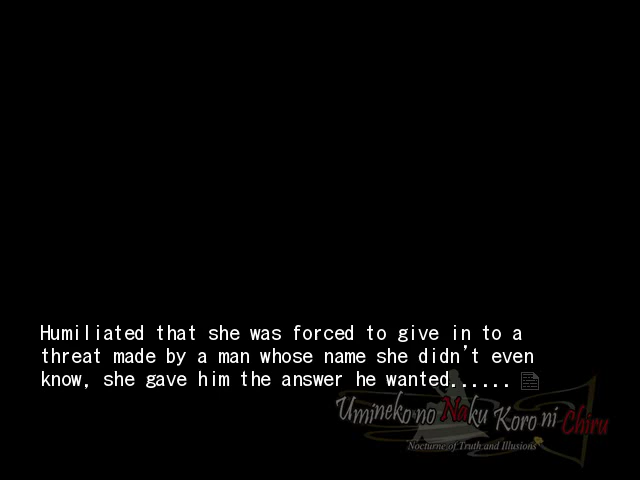 Humiliated that she was forced to give in to a
threat made by a man whose name she didn't even
know, she gave him the answer he wanted......
Umineko no Naku Koro ni Chiru
Nocturne of Truth and Illusions